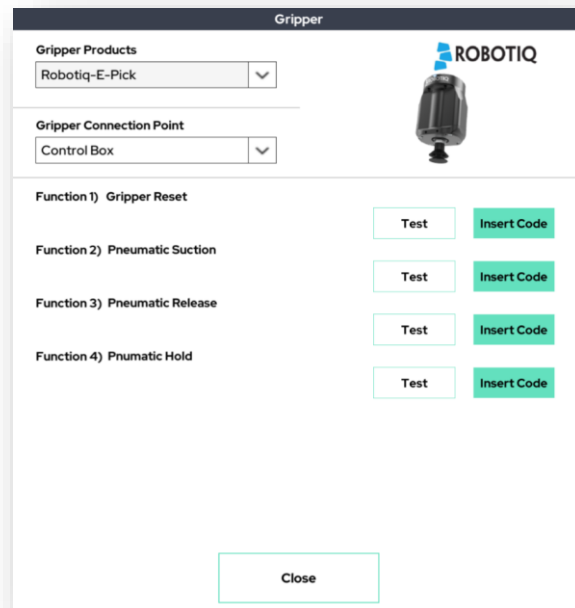 Gripper
Gripper Products
Robotiq-E-Pick
ROBOTIQ
Gripper Connection Point
Control Box
Function 1) Gripper Reset
Test
Insert Code
Function 2) Pneumatic Suction
Test
Insert Code
Function 3) Pneumatic Release
Test
Insert Code
Function 4) Pnumatic Hold
Test
Insert Code
Close